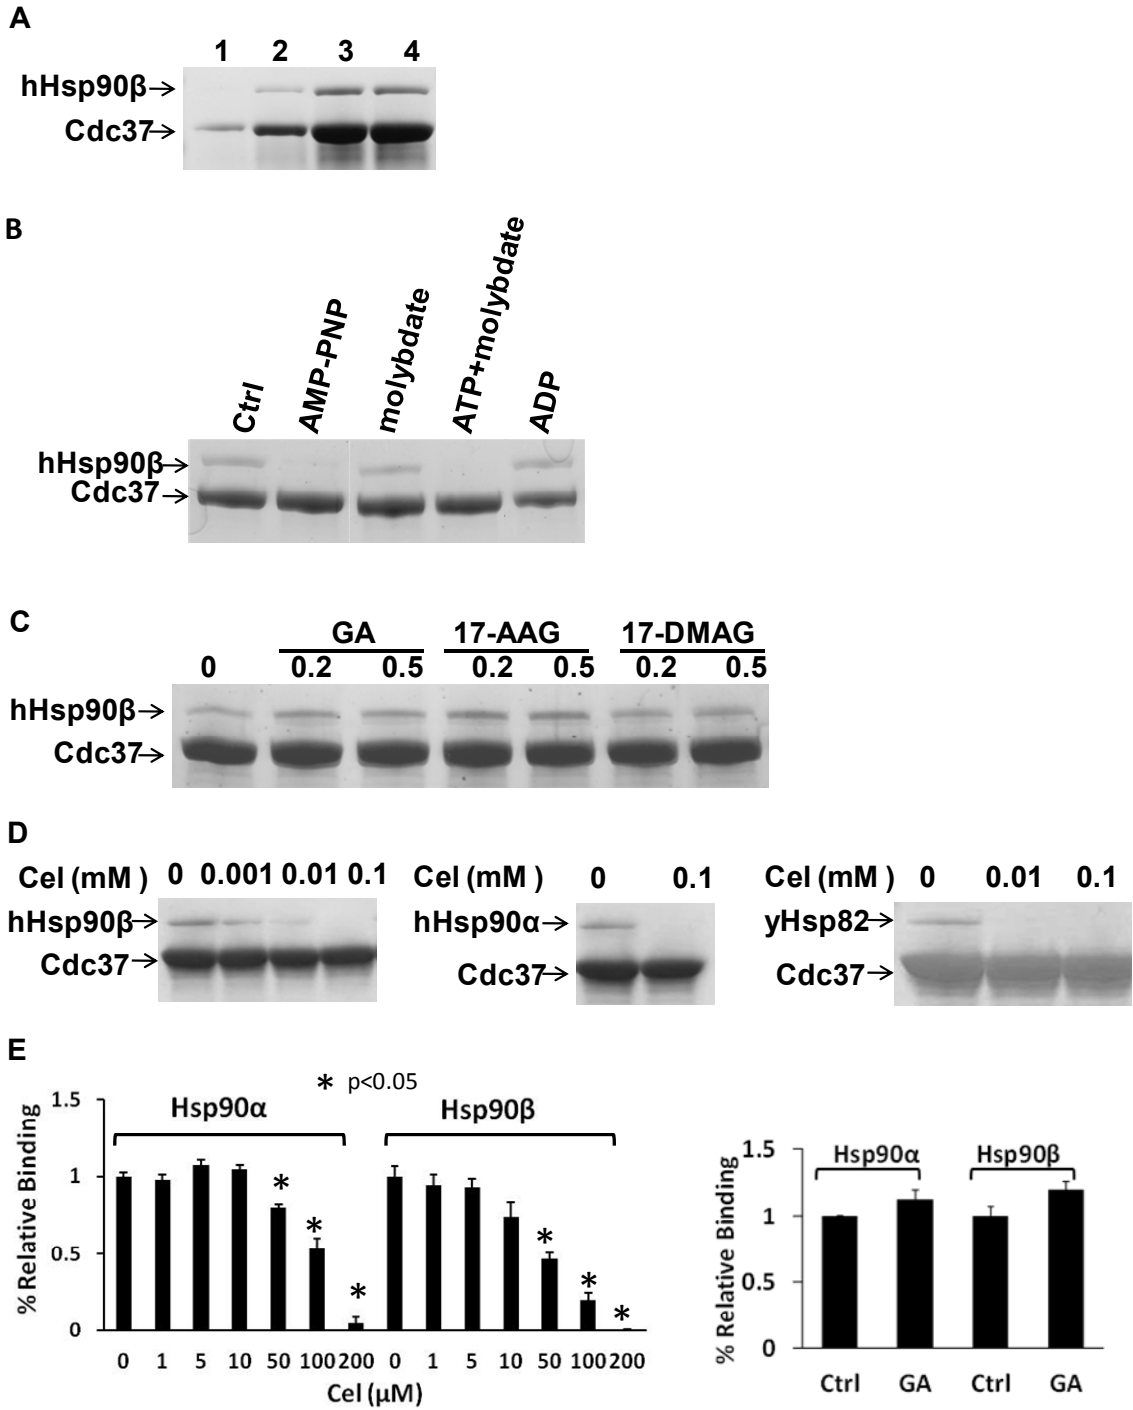 A
1 2 3 4
hHsp90β
Cdc37
B
Ctrl
AMP-PNP
molybdate
ATP+molybdate
ADP
hHsp90β
Cdc37
C
GA 17-AAG 17-DMAG
0 0.2 0.5 0.2 0.5 0.2 0.5
hHsp90β
Cdc37
D
Cel (mM ) 0 0.001 0.01 0.1
hHsp90β
Cdc37
Cel (mM ) 0 0.1
hHsp90α
Cdc37
Cel (mM ) 0 0.01 0.1
yHsp82
Cdc37
E
* p<0.05
Hsp90α Hsp90β
% Relative Binding
1.5
1
0.5
0
* * * * * *
0 1 5 10 50 100 200 0 1 5 10 50 100 200
Cel (μM)
% Relative Binding
1.5
1
0.5
0
Hsp90α Hsp90β
Ctrl GA Ctrl GA